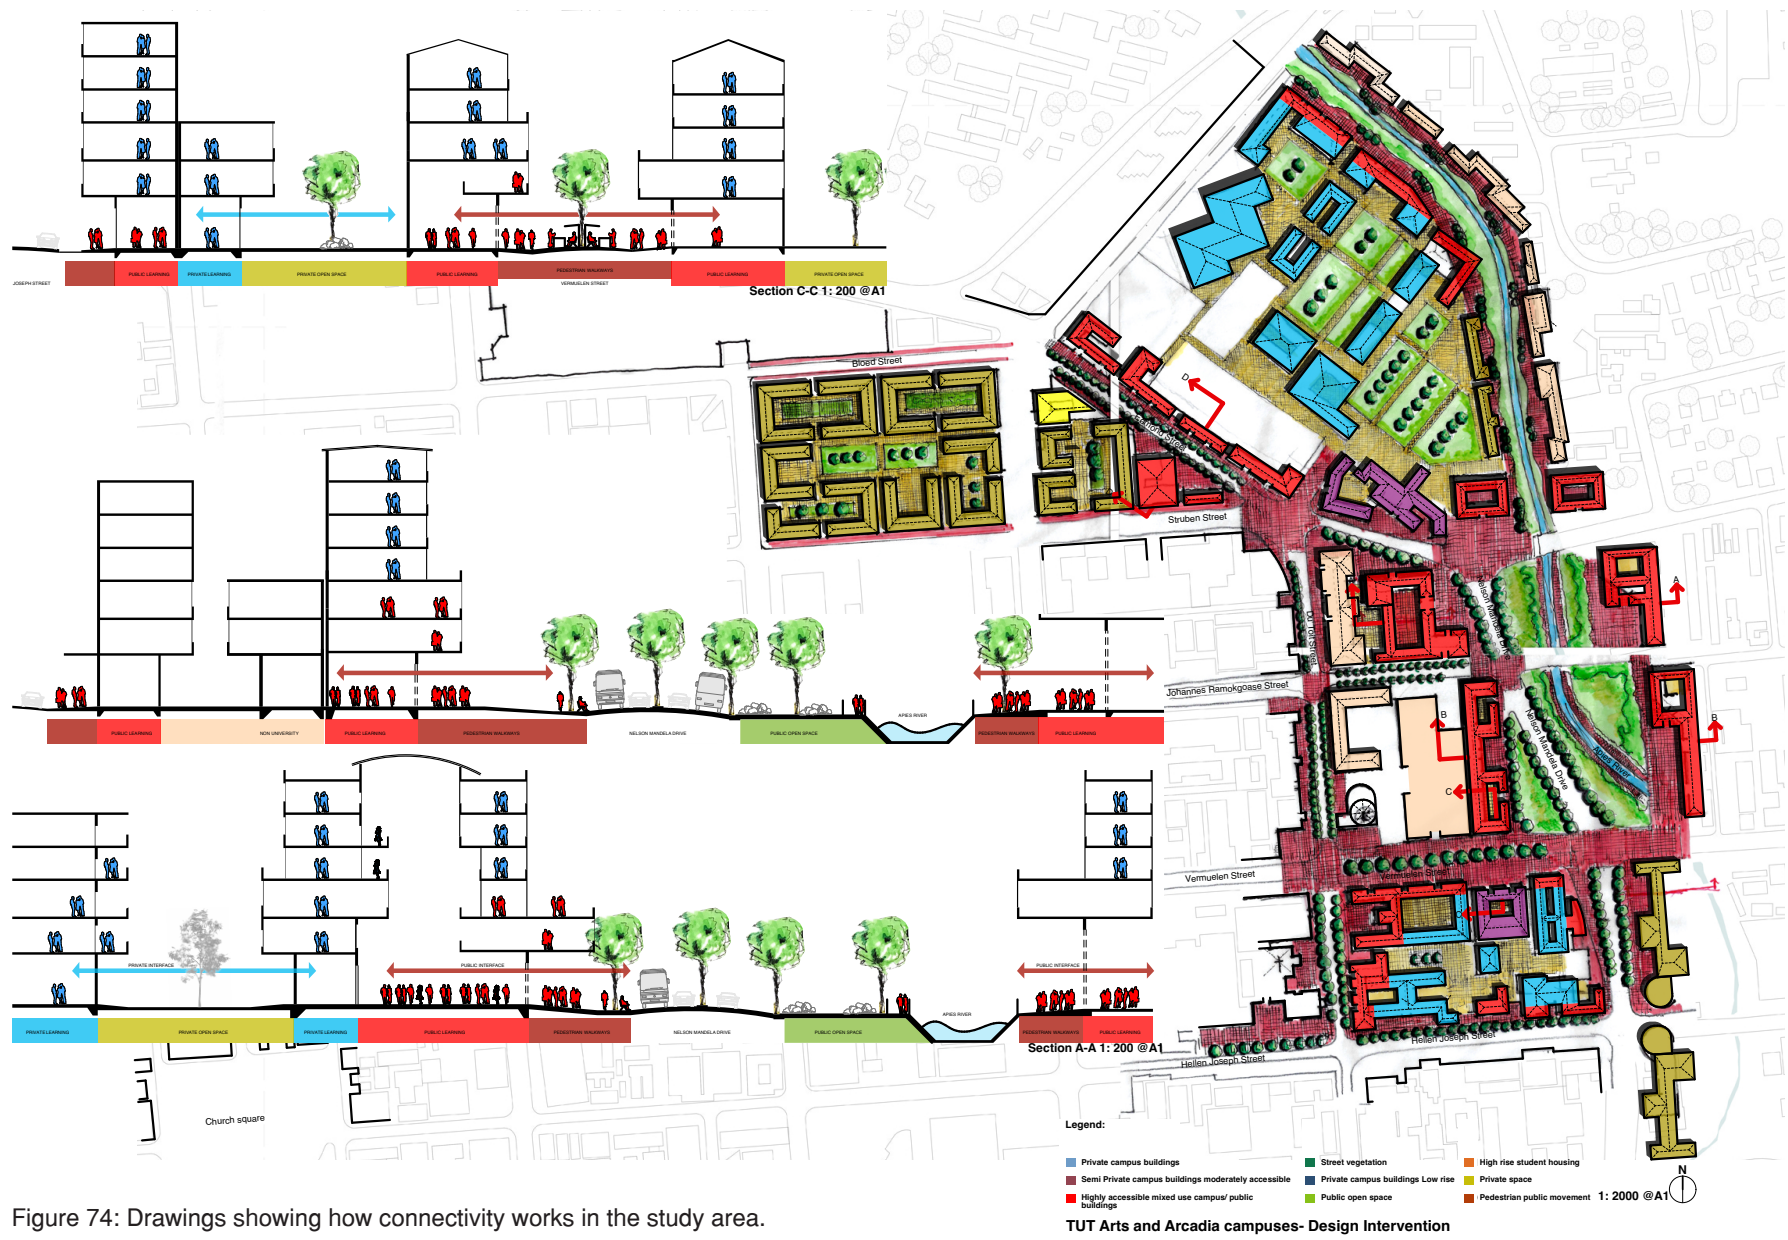 JOSEPH STREET
PUBLIC LEARNING
PRIVATE LEARNING
PRIVATE OPEN SPACE
PUBLIC LEARNING
PEDESTRIAN WALKWAYS
VERMUELEN STREET
PUBLIC LEARNING
PRIVATE OPEN SPACE
Section C-C 1: 200 @A1
Bloed Street
D
Struben Street
Nelson Mandela Drive
A
Du Toit Street
Johannes Ramokgoase Street
B
B
C
Nelson Mandela Drive
Apies River
Vermuelen Street
Vermuelen Street
Hellen Joseph Street
Hellen Joseph Street
APIES RIVER
PUBLIC LEARNING
NON UNIVERSITY
PUBLIC LEARNING
PEDESTRIAN WALKWAYS
NELSON MANDELA DRIVE
PUBLIC OPEN SPACE
PEDESTRIAN WALKWAYS
PUBLIC LEARNING
PRIVATE INTERFACE
PUBLIC INTERFACE
PUBLIC INTERFACE
APIES RIVER
PRIVATE LEARNING
PRIVATE OPEN SPACE
PRIVATE LEARNING
PUBLIC LEARNING
PEDESTRIAN WALKWAYS
NELSON MANDELA DRIVE
PUBLIC OPEN SPACE
PEDESTRIAN WALKWAYS
PUBLIC LEARNING
Section A-A 1: 200 @A1
Church square
Legend:
Private campus buildings
Semi Private campus buildings moderately accessible
Highly accessible mixed use campus/ public
buildings
Street vegetation
Private campus buildings Low rise
Public open space
High rise student housing
Private space
Pedestrian public movement
1: 2000 @A1
N
TUT Arts and Arcadia campuses- Design Intervention
Figure 74: Drawings showing how connectivity works in the study area.